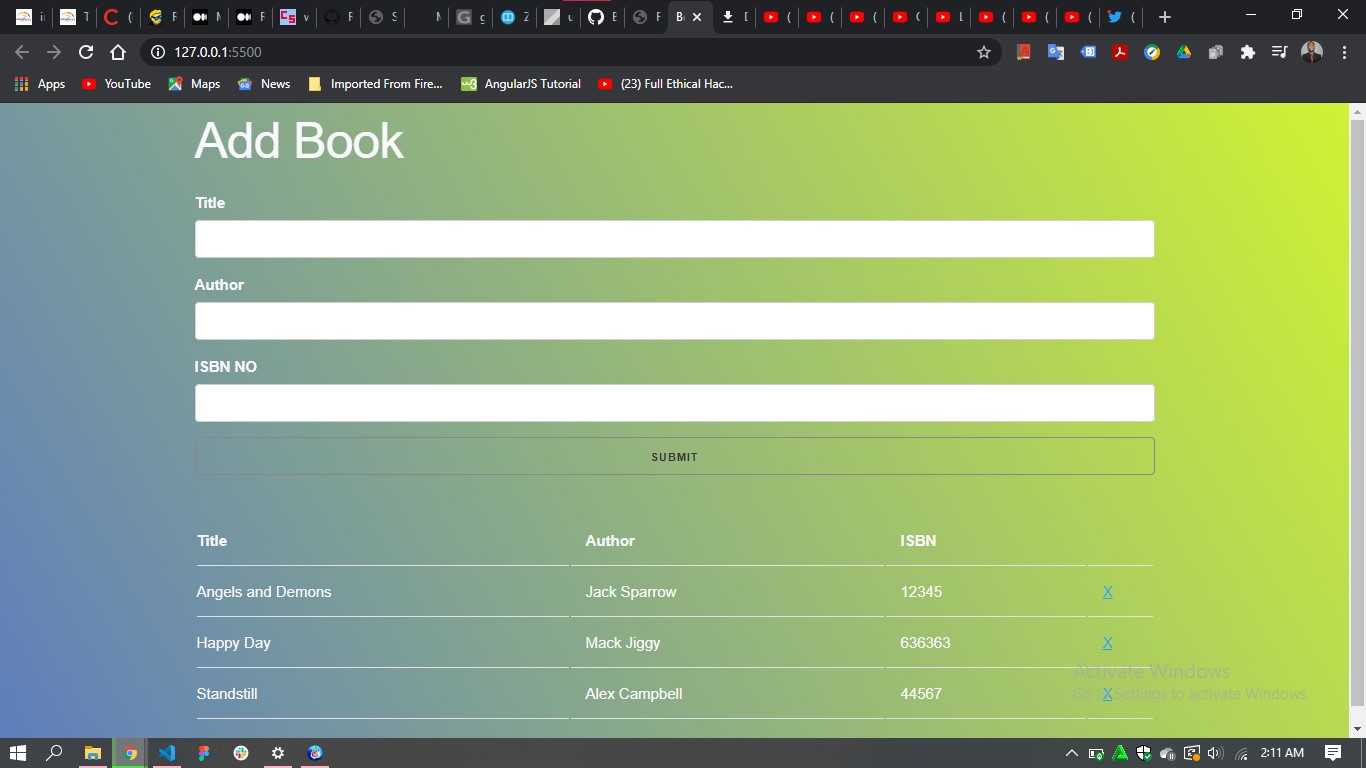 127.0.0.1:5500
Apps YouTube Maps News Imported From Fire... AngularJS Tutorial (23) Full Ethical Hac...
Add Book
Title
Author
ISBN NO
SUBMIT
Title Author ISBN
Angels and Demons Jack Sparrow 12345 X
Happy Day Mack Jiggy 636363 X
Standstill Alex Campbell 44567 X
Activate Windows
Go to Settings to activate Windows.
2:11 AM